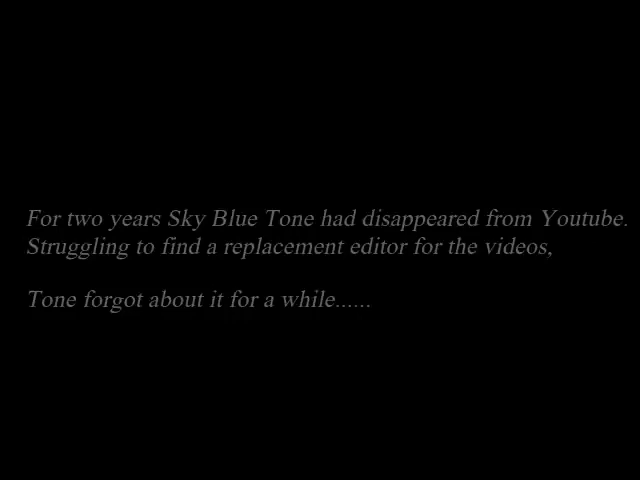 For two years Sky Blue Tone had disappeared from Youtube.
Struggling to find a replacement editor for the videos,
Tone forgot about it for a while......